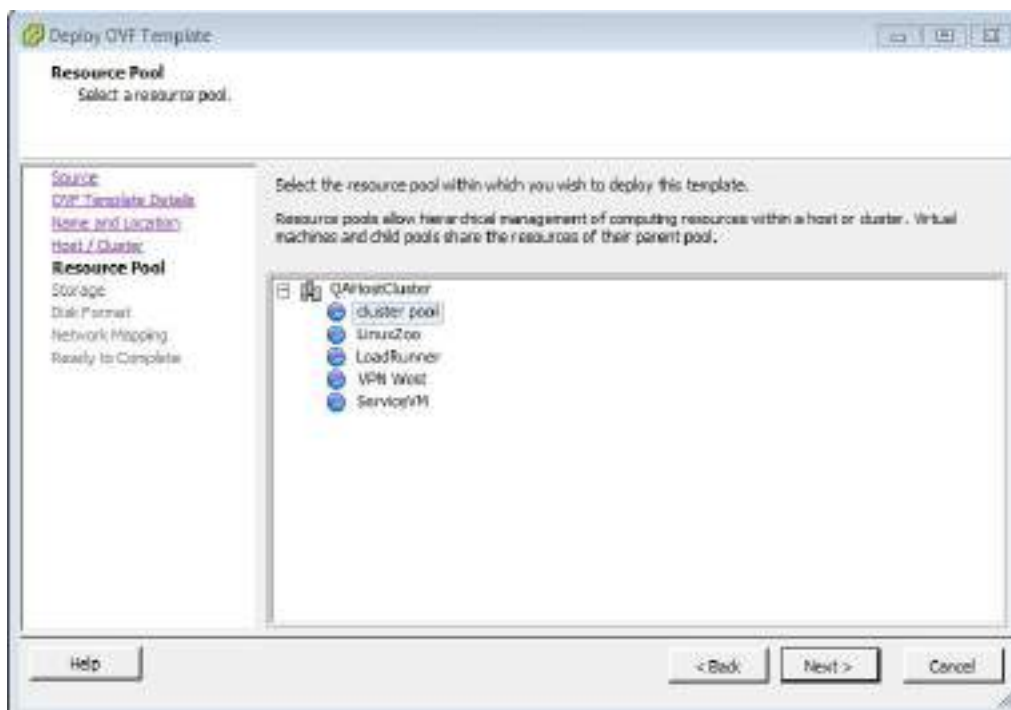 Deploy OVF Template
Resource Pool
Select a resource pool.
Source
OVF Template Details
Name and Location
Host / Cluster
Resource Pool
Storage
Disk Format
Network Mapping
Ready to Complete
Select the resource pool within which you wish to deploy this template.
Resource pools allow hierarchical management of computing resources within a host or cluster. Virtual
machines and child pools share the resources of their parent pool.
QAHostCluster
cluster pool
LinuxZoo
LoadRunner
VPN West
ServiceVM
Help
< Back
Next >
Cancel